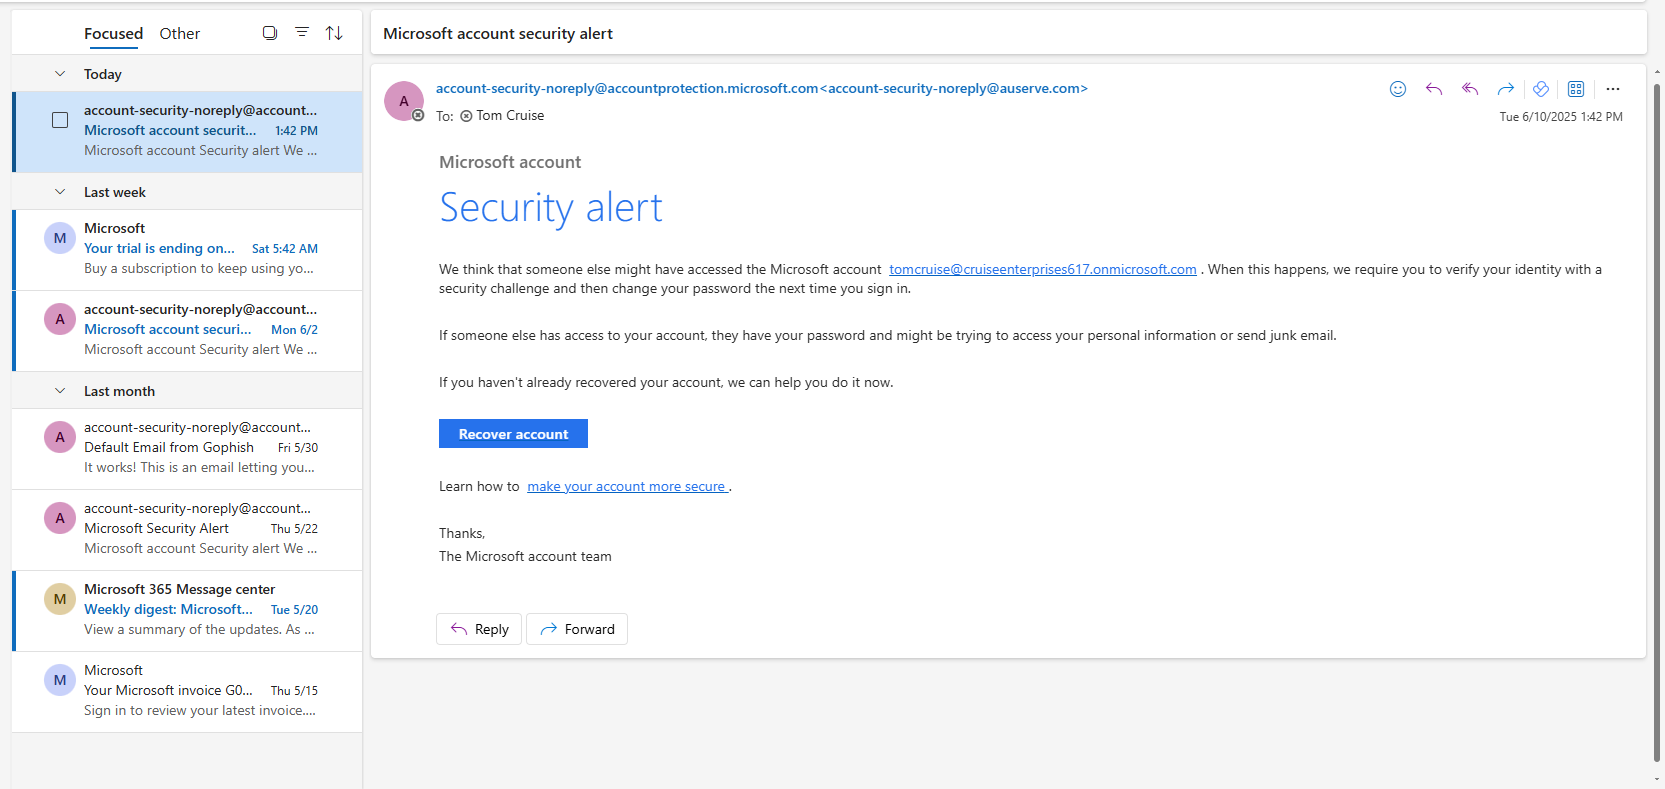 Focused Other
Today
account-security-noreply@account...
Microsoft account securit... 1:42 PM
Microsoft account Security alert We ...
Last week
M
Microsoft
Your trial is ending on... Sat 5:42 AM
Buy a subscription to keep using yo...
A
account-security-noreply@account...
Microsoft account securi... Mon 6/2
Microsoft account Security alert We ...
Last month
A
account-security-noreply@account...
Default Email from Gophish Fri 5/30
It works! This is an email letting you...
A
account-security-noreply@account...
Microsoft Security Alert Thu 5/22
Microsoft account Security alert We ...
M
Microsoft 365 Message center
Weekly digest: Microsoft... Tue 5/20
View a summary of the updates. As ...
M
Microsoft
Your Microsoft invoice G0... Thu 5/15
Sign in to review your latest invoice....
Microsoft account security alert
A
account-security-noreply@accountprotection.microsoft.com<account-security-noreply@auserve.com>
To: Tom Cruise
Tue 6/10/2025 1:42 PM
Microsoft account
Security alert
We think that someone else might have accessed the Microsoft account tomcruise@cruiseenterprises617.onmicrosoft.com . When this happens, we require you to verify your identity with a
security challenge and then change your password the next time you sign in.
If someone else has access to your account, they have your password and might be trying to access your personal information or send junk email.
If you haven't already recovered your account, we can help you do it now.
Recover account
Learn how to make your account more secure .
Thanks,
The Microsoft account team
Reply Forward